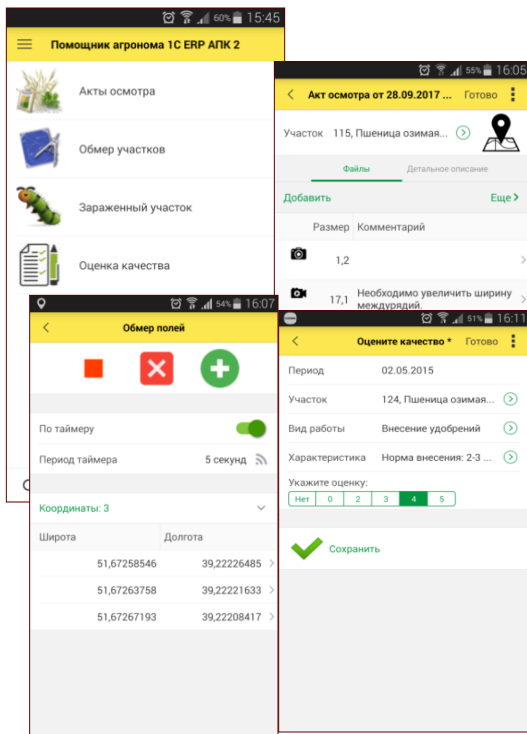 60% 15:45
Помощник агронома 1С ERP АПК 2
Акты осмотра
Обмер участков
Зараженный участок
Оценка качества
55% 16:05
Акт осмотра от 28.09.2017 ... Готово
Участок 115, Пшеница озимая...
Файлы Детальное описание
Добавить Еще
Размер Комментарий
1,2
17,1 Необходимо увеличить ширину
междурядий.
54% 16:07
Обмер полей
По таймеру
Период таймера 5 секунд
Координаты: 3
Широта Долгота
51,67258546 39,22226485
51,67263758 39,22221633
51,67267193 39,22208417
51% 16:11
Оцените качество * Готово
Период 02.05.2015
Участок 124, Пшеница озимая...
Вид работы Внесение удобрений
Характеристика Норма внесения: 2-3 ...
Укажите оценку:
Нет 0 2 3 4 5
Сохранить